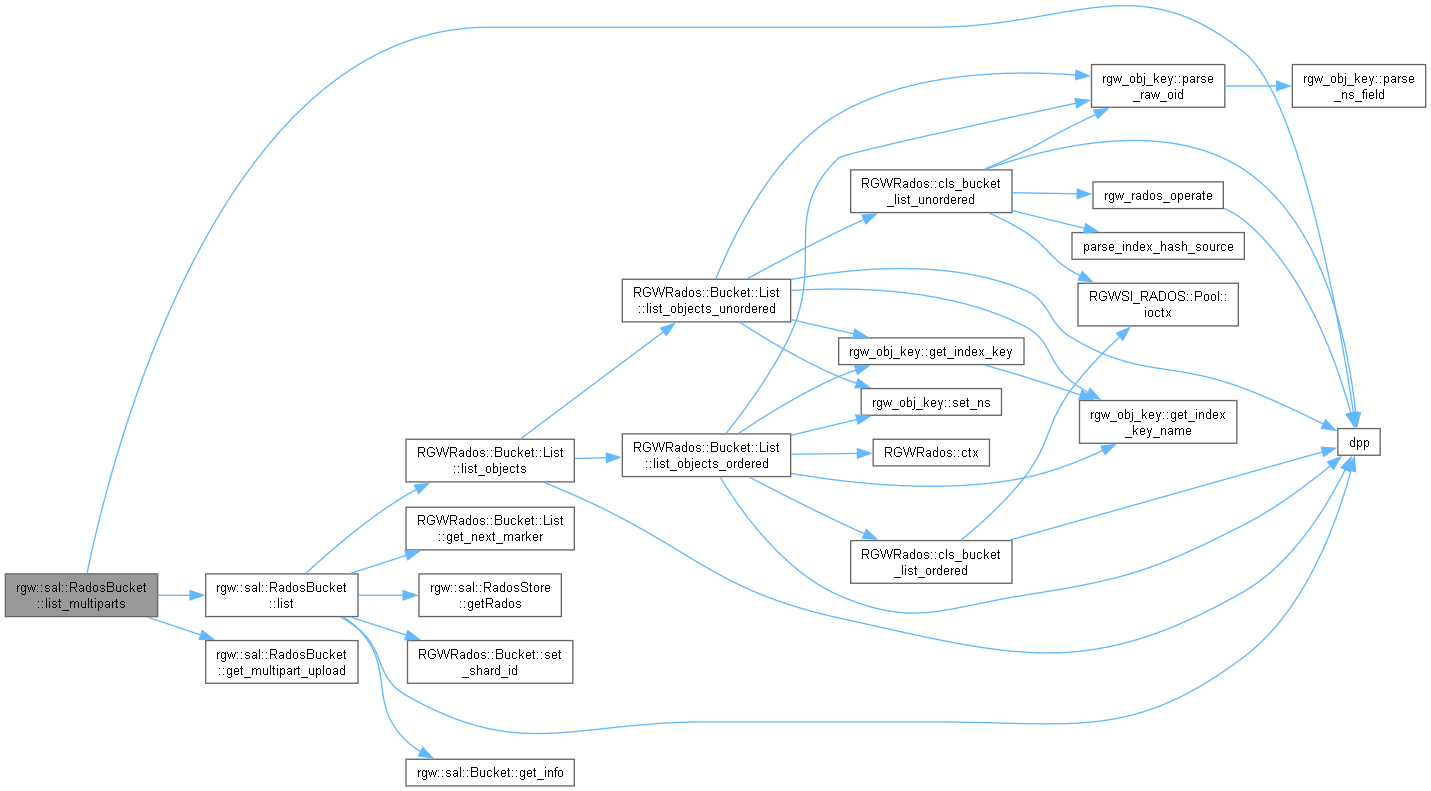 rgw::sal::RadosBucket
::list_multiparts
rgw::sal::RadosBucket
::list
rgw::sal::RadosBucket
::get_multipart_upload
RGWRados::Bucket::List
::list_objects
RGWRados::Bucket::List
::get_next_marker
rgw::sal::RadosStore
::getRados
RGWRados::Bucket::set
_shard_id
rgw::sal::Bucket::get_info
RGWRados::Bucket::List
::list_objects_unordered
RGWRados::Bucket::List
::list_objects_ordered
RGWRados::cls_bucket
_list_unordered
rgw_obj_key::get_index_key
rgw_obj_key::set_ns
RGWRados::ctx
RGWRados::cls_bucket
_list_ordered
rgw_obj_key::parse
_raw_oid
rgw_rados_operate
parse_index_hash_source
RGWSI_RADOS::Pool::
ioctx
rgw_obj_key::get_index
_key_name
rgw_obj_key::parse
_ns_field
dpp